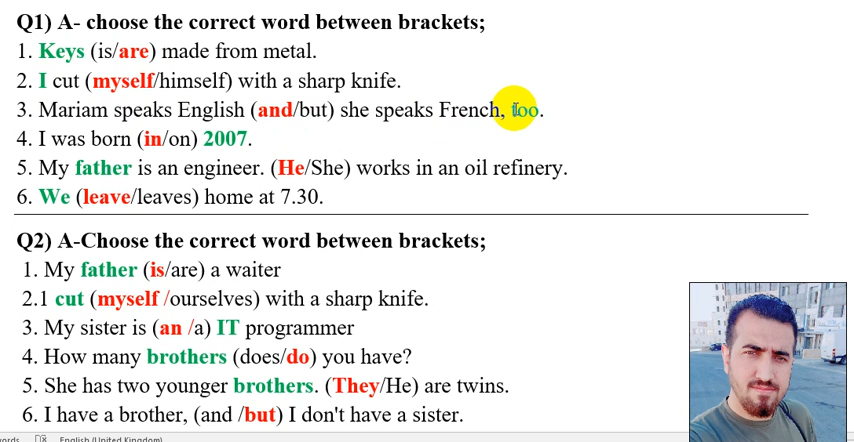 Q1) A- choose the correct word between brackets;
1. Keys (is/are) made from metal.
2. I cut (myself/himself) with a sharp knife.
3. Mariam speaks English (and/but) she speaks French, too.
4. I was born (in/on) 2007.
5. My father is an engineer. (He/She) works in an oil refinery.
6. We (leave/leaves) home at 7.30.
Q2) A-Choose the correct word between brackets;
1. My father (is/are) a waiter
2.1 cut (myself /ourselves) with a sharp knife.
3. My sister is (an /a) IT programmer
4. How many brothers (does/do) you have?
5. She has two younger brothers. (They/He) are twins.
6. I have a brother, (and /but) I don't have a sister.
English (United Kingdom)